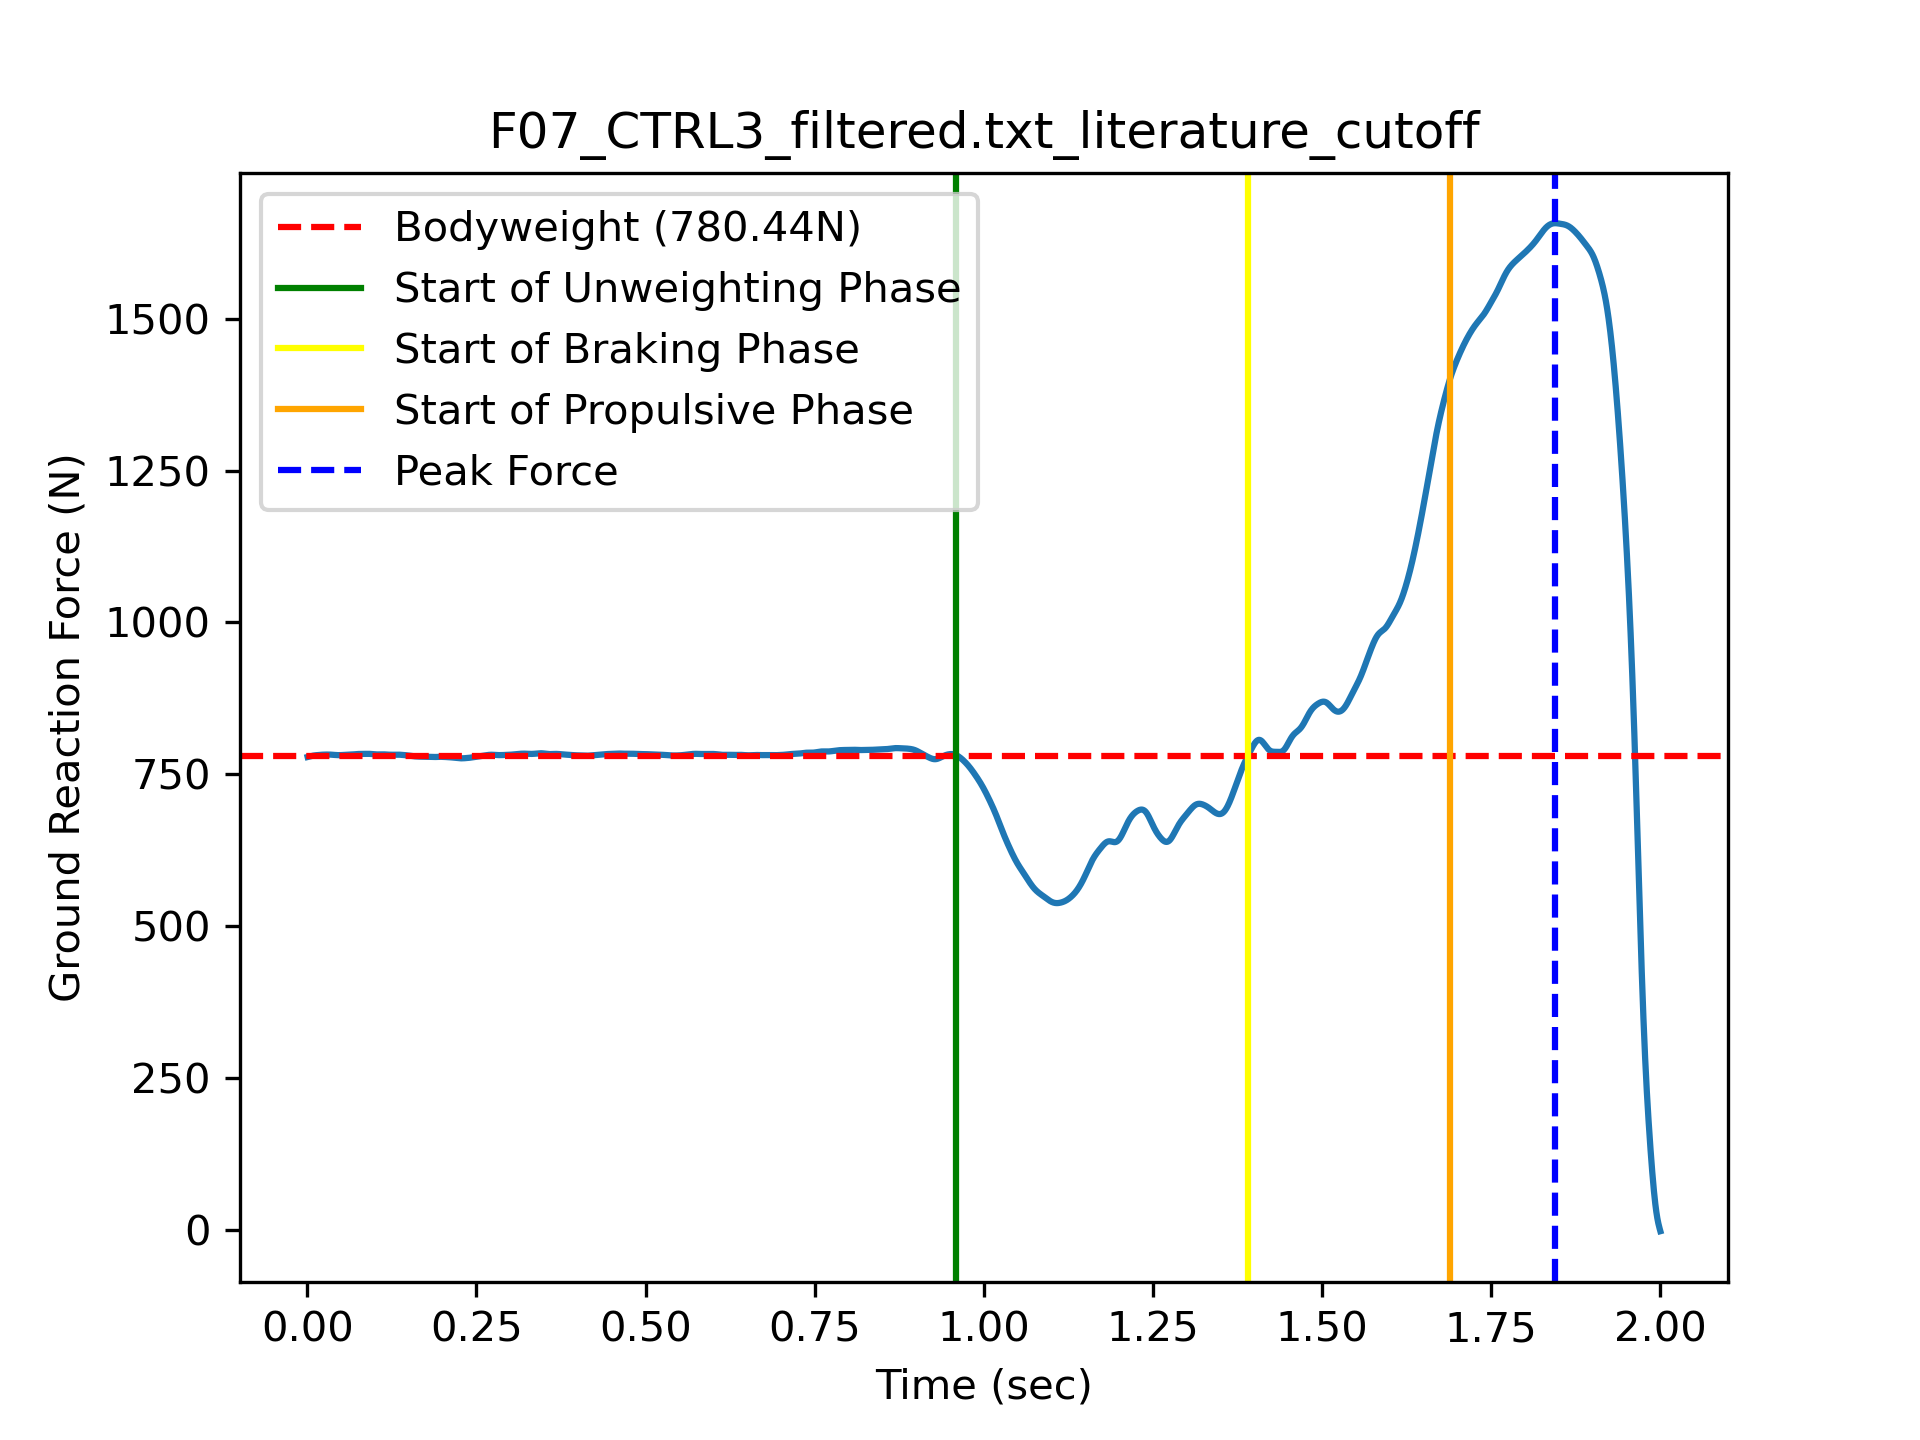 F07_CTRL3_filtered.txt_literature_cutoff
Bodyweight (780.44N)
Start of Unweighting Phase
Start of Braking Phase
Start of Propulsive Phase
Peak Force
Ground Reaction Force (N)
1500
1250
1000
750
500
250
0
0.00 0.25 0.50 0.75 1.00 1.25 1.50 1.75 2.00
Time (sec)